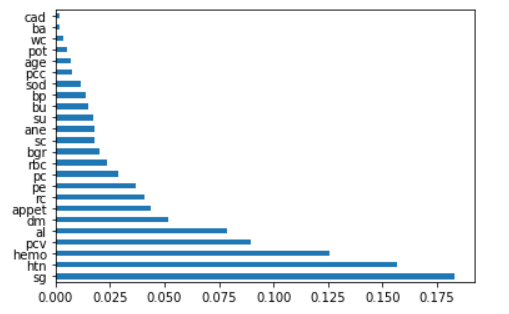 cad
ba
wc
pot
age
pcc
sod
bp
bu
su
ane
sc
bgr
rbc
pc
pe
rc
appet
dm
al
pcv
hemo
htn
sg
0.000 0.025 0.050 0.075 0.100 0.125 0.150 0.175